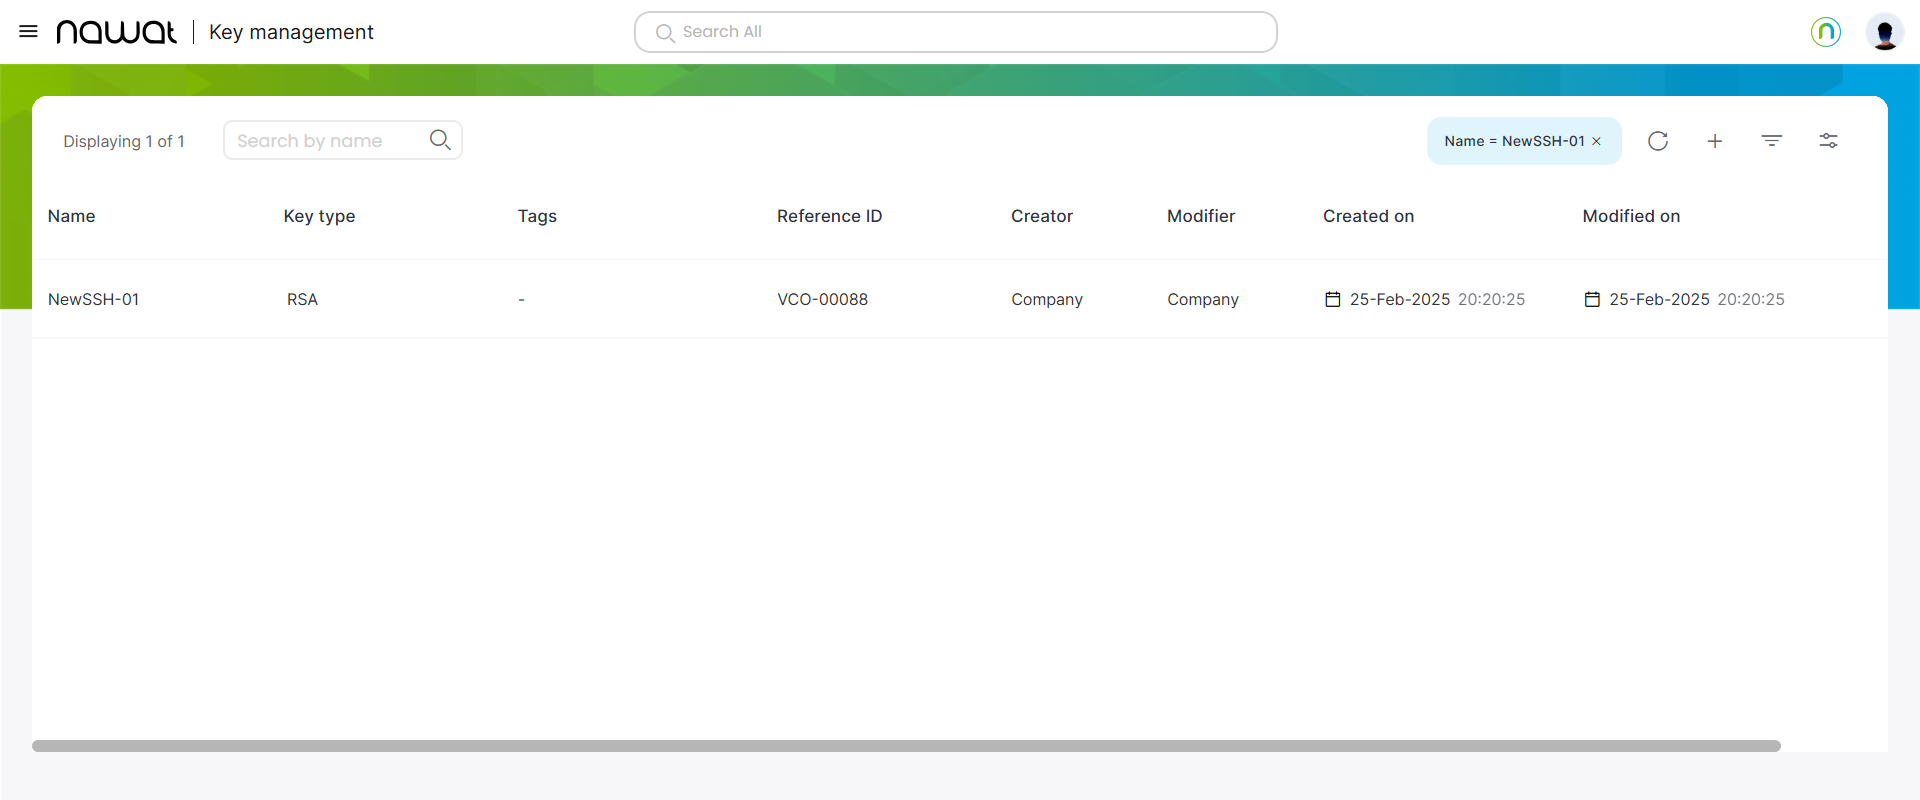 nawat | Key management
Search All
Displaying 1 of 1
Search by name
Name = NewSSH-01 ×
Name Key type Tags Reference ID Creator Modifier Created on Modified on
NewSSH-01 RSA - VCO-00088 Company Company 25-Feb-2025 20:20:25 25-Feb-2025 20:20:25